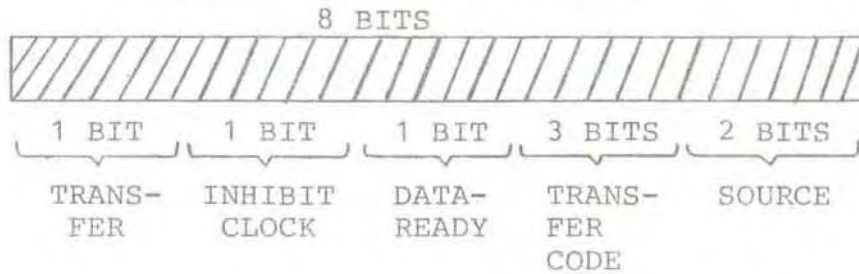 8 BITS
1 BIT 1 BIT 1 BIT 3 BITS 2 BITS
TRANS- INHIBIT DATA- TRANS- SOURCE
FER CLOCK READY FER
CODE